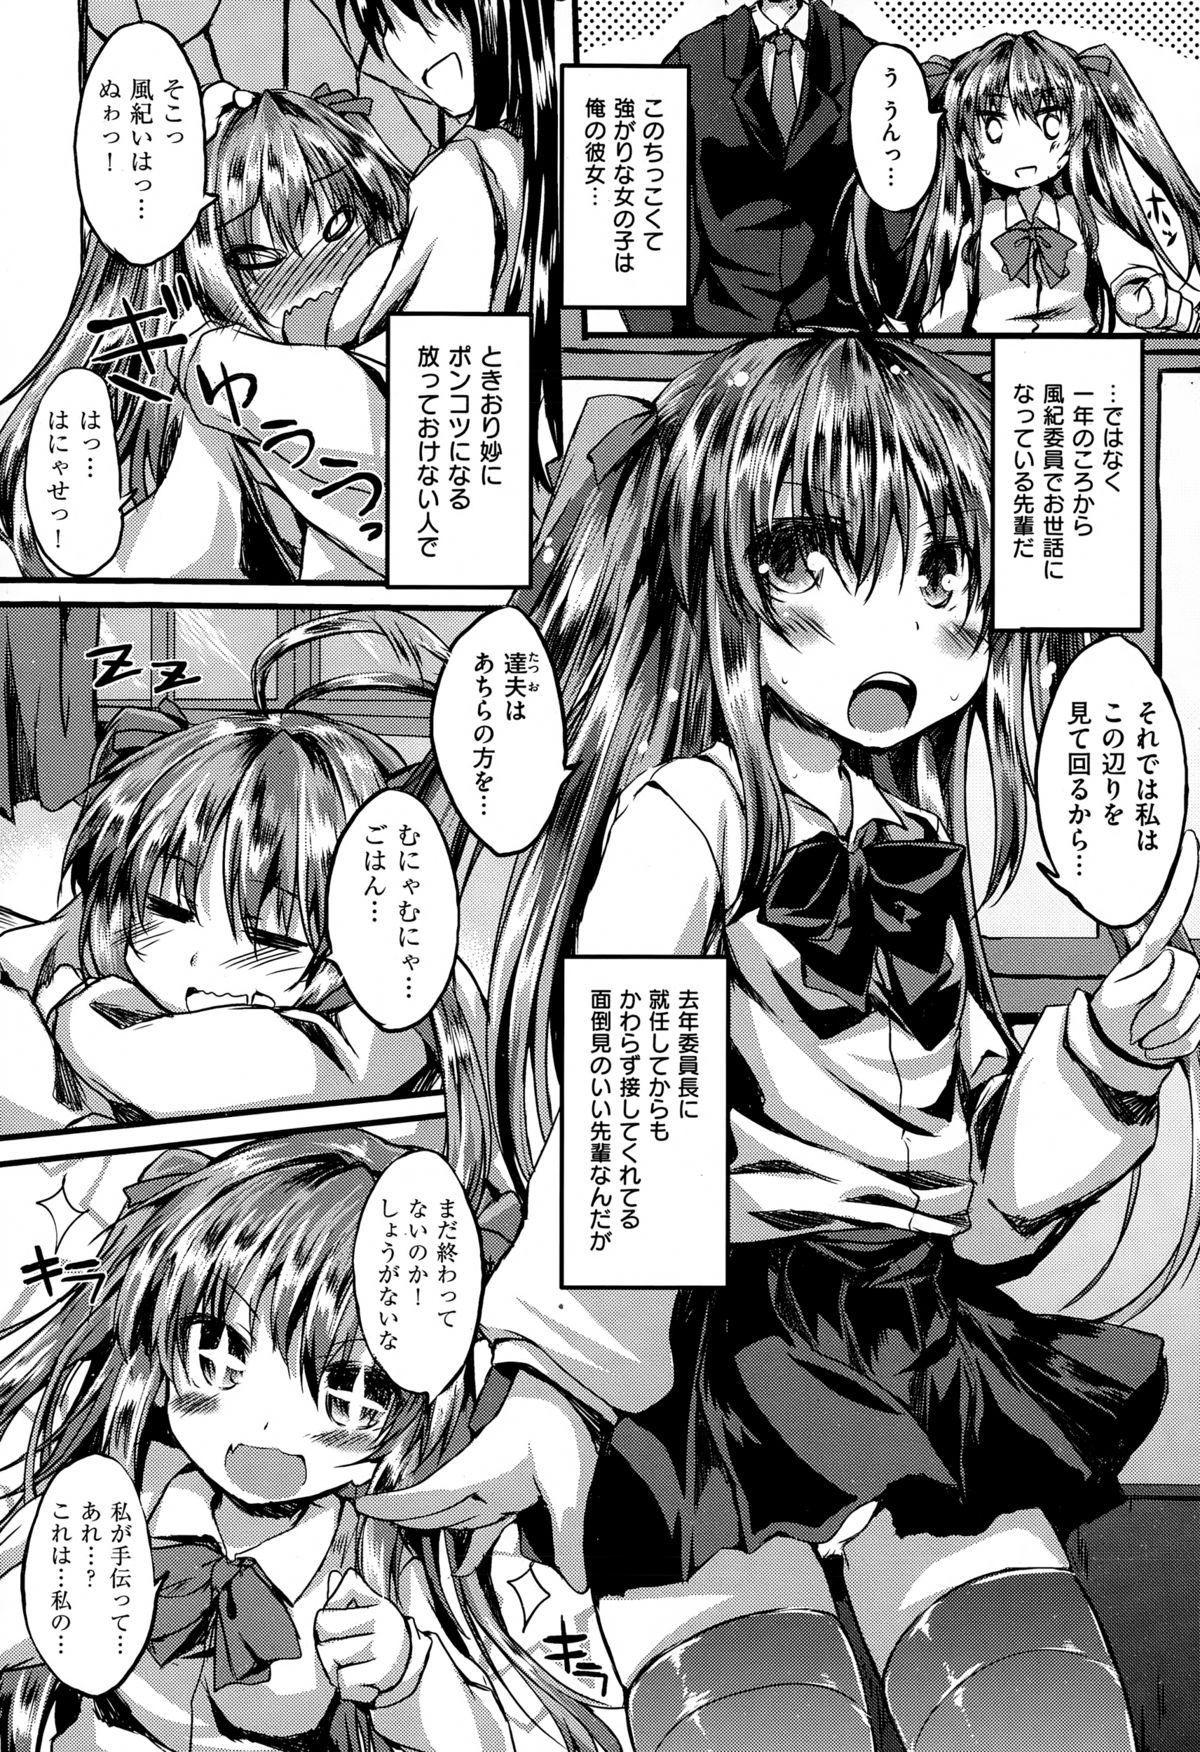 う うんっ…
ポン
このちっこくて
強がりな女の子は
俺の彼女…
そこっ
風紀いはっ…
ぬわっ！
ぎゅううっ
はっ…
はにゃせっ！
ときおり妙に
ポンコツになる
放っておけない人で
…ではなく
一年のころから
風紀委員でお世話に
なっている先輩だ
それでは私は
この辺りを
見て回るから…
達夫は
たつお
あちらの方を…
去年委員長に
就任してからも
かわらず接してくれてる
面倒見のいい先輩なんだが
ZZ
むにゃむにゃ…
ごはん…
まだ終わって
ないのか！
しょうがないな
キラ
私が手伝って…
あれ…？
これは…私の…
キラ